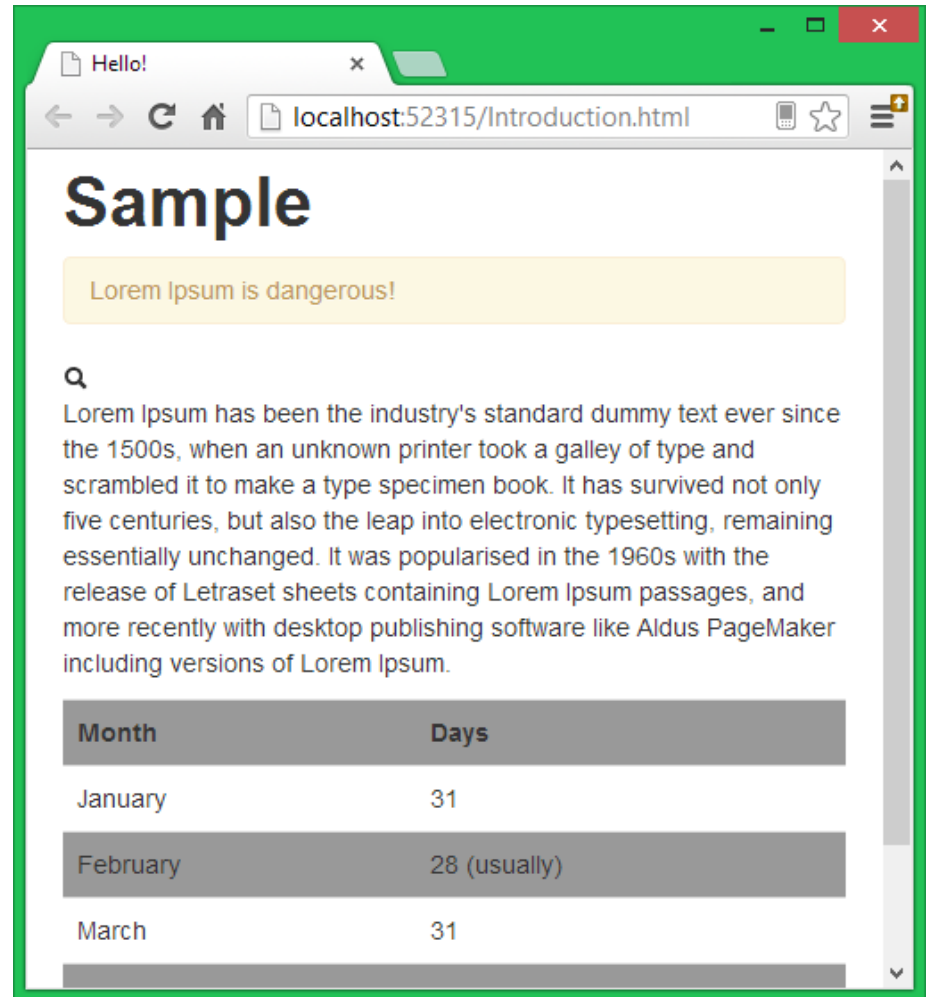 Hello!
localhost:52315/Introduction.html
Sample
Lorem Ipsum is dangerous!
Lorem Ipsum has been the industry's standard dummy text ever since
the 1500s, when an unknown printer took a galley of type and
scrambled it to make a type specimen book. It has survived not only
five centuries, but also the leap into electronic typesetting, remaining
essentially unchanged. It was popularised in the 1960s with the
release of Letraset sheets containing Lorem Ipsum passages, and
more recently with desktop publishing software like Aldus PageMaker
including versions of Lorem Ipsum.
Month Days
January 31
February 28 (usually)
March 31